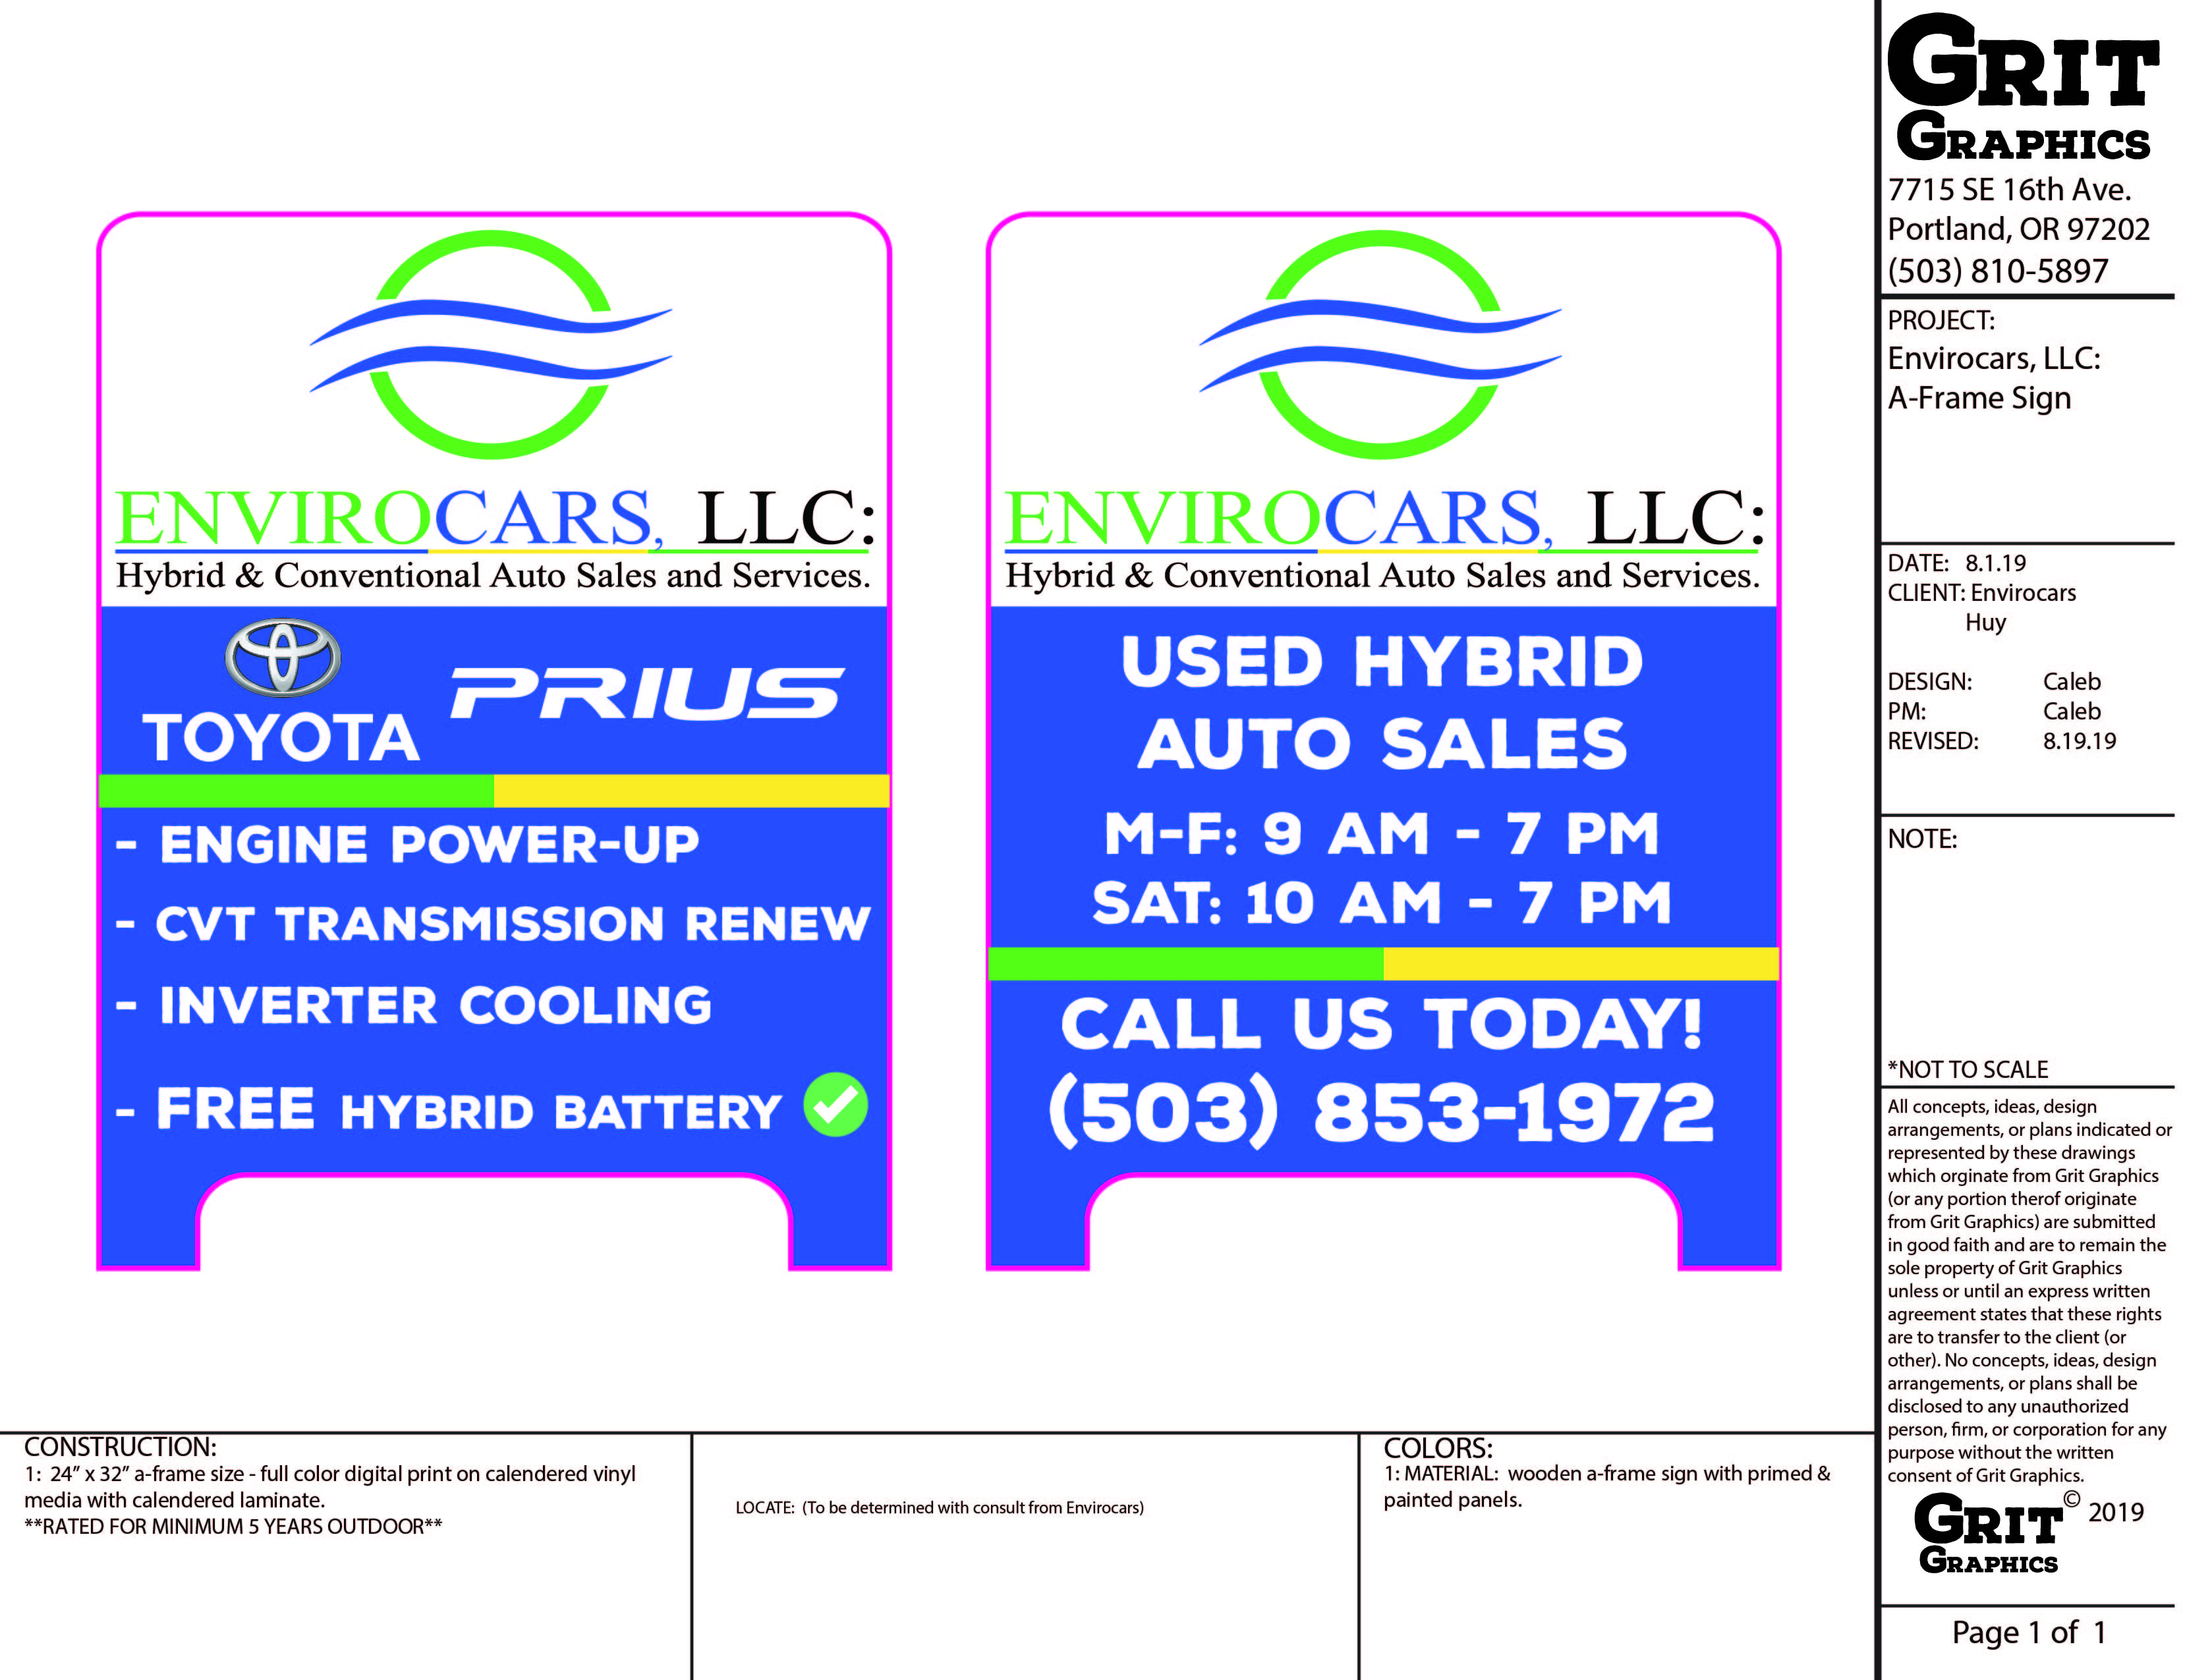 ENVIROCARS, LLC:
Hybrid & Conventional Auto Sales and Services.
TOYOTA
PRIUS
- ENGINE POWER-UP
- CVT TRANSMISSION RENEW
- INVERTER COOLING
- FREE HYBRID BATTERY
ENVIROCARS, LLC:
Hybrid & Conventional Auto Sales and Services.
USED HYBRID
AUTO SALES
M-F: 9 AM - 7 PM
SAT: 10 AM - 7 PM
CALL US TODAY!
(503) 853-1972
GRIT
GRAPHICS
7715 SE 16th Ave.
Portland, OR 97202
(503) 810-5897
PROJECT:
Envirocars, LLC:
A-Frame Sign
DATE: 8.1.19
CLIENT: Envirocars
Huy
DESIGN: Caleb
PM: Caleb
REVISED: 8.19.19
NOTE:
*NOT TO SCALE
All concepts, ideas, design
arrangements, or plans indicated or
represented by these drawings
which orginate from Grit Graphics
(or any portion therof originate
from Grit Graphics) are submitted
in good faith and are to remain the
sole property of Grit Graphics
unless or until an express written
agreement states that these rights
are to transfer to the client (or
other). No concepts, ideas, design
arrangements, or plans shall be
disclosed to any unauthorized
person, firm, or corporation for any
purpose without the written
consent of Grit Graphics.
GRIT © 2019
GRAPHICS
Page 1 of 1
CONSTRUCTION:
1: 24” x 32” a-frame size - full color digital print on calendered vinyl
media with calendered laminate.
**RATED FOR MINIMUM 5 YEARS OUTDOOR**
LOCATE: (To be determined with consult from Envirocars)
COLORS:
1: MATERIAL: wooden a-frame sign with primed &
painted panels.